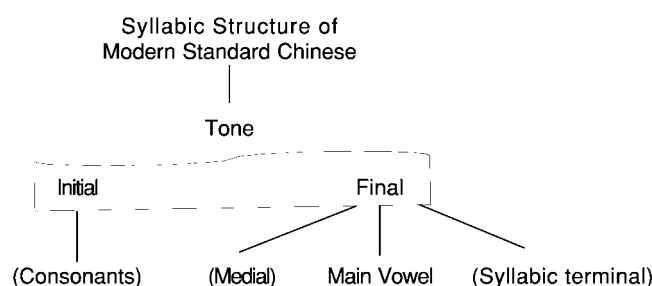 Syllabic Structure of
Modern Standard Chinese
Tone
Initial Final
(Consonants) (Medial) Main Vowel (Syllabic terminal)